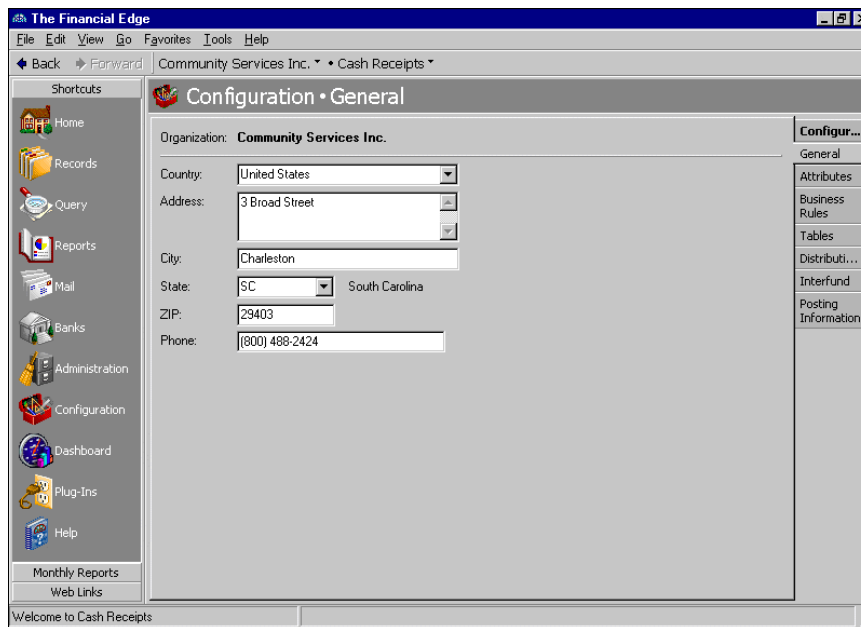 The Financial Edge
File Edit View Go Favorites Tools Help
Back Forward Community Services Inc. • Cash Receipts
Shortcuts
Home
Records
Query
Reports
Mail
Banks
Administration
Configuration
Dashboard
Plug-Ins
Help
Monthly Reports
Web Links
Configuration • General
Organization: Community Services Inc.
Country: United States
Address: 3 Broad Street
City: Charleston
State: SC South Carolina
ZIP: 29403
Phone: (800) 488-2424
Configur...
General
Attributes
Business
Rules
Tables
Distributi...
Interfund
Posting
Information
Welcome to Cash Receipts